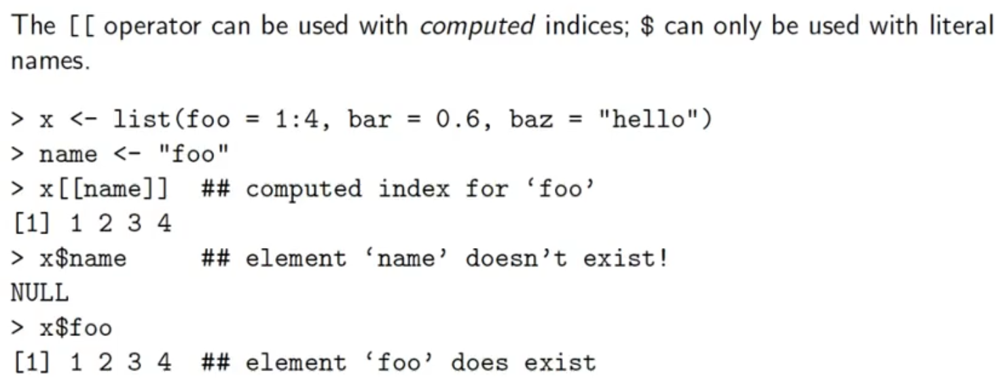 The [[ operator can be used with computed indices; $ can only be used with literal
names.
> x <- list(foo = 1:4, bar = 0.6, baz = "hello")
> name <- "foo"
> x[[name]]  ## computed index for ‘foo’
[1] 1 2 3 4
> x$name     ## element ‘name’ doesn’t exist!
NULL
> x$foo
[1] 1 2 3 4  ## element ‘foo’ does exist